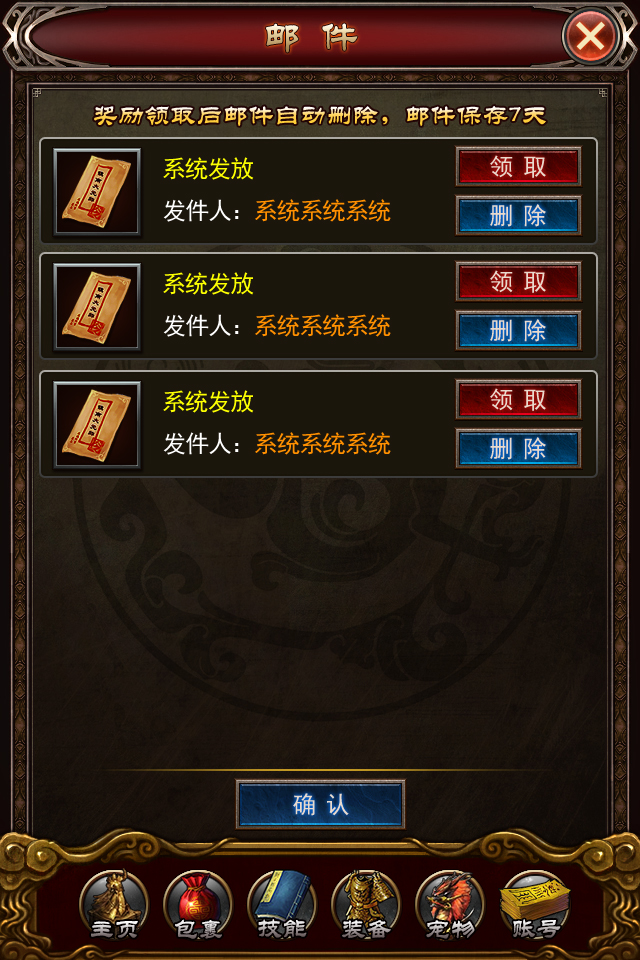 邮件
奖励领取后邮件自动删除，邮件保存7天
系统发放
领取
发件人：系统系统系统
删除
系统发放
领取
发件人：系统系统系统
删除
系统发放
领取
发件人：系统系统系统
删除
确认
主页 包裹 技能 装备 宠物 账号